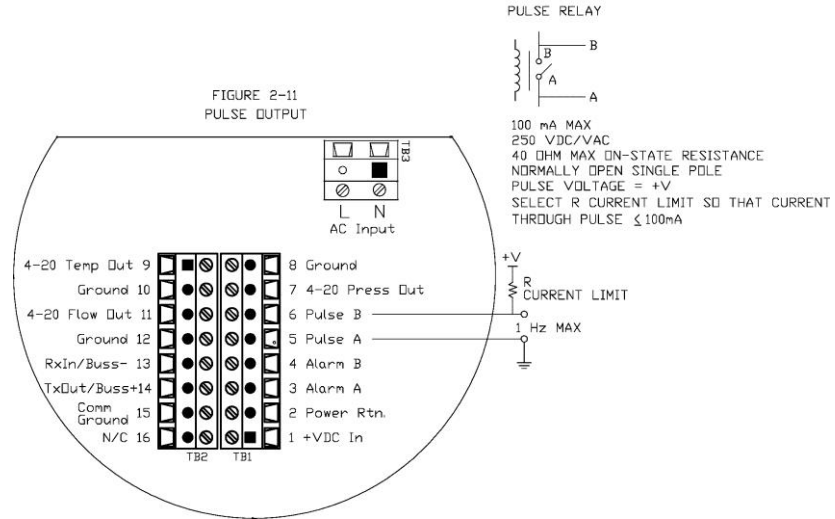 PULSE RELAY
B
B
A
A
FIGURE 2-11
PULSE OUTPUT
100 mA MAX
250 VDC/VAC
40 OHM MAX ON-STATE RESISTANCE
NORMALLY OPEN SINGLE POLE
PULSE VOLTAGE = +V
SELECT R CURRENT LIMIT SO THAT CURRENT
THROUGH PULSE ≤100mA
TB3
L N
AC Input
4-20 Temp Out 9
Ground 10
4-20 Flow Out 11
Ground 12
RxIn/Buss- 13
TxOut/Buss+14
Comm
Ground 15
N/C 16
TB2 TB1
8 Ground
7 4-20 Press Out
6 Pulse B
5 Pulse A
4 Alarm B
3 Alarm A
2 Power Rtn.
1 +VDC In
+V
R
CURRENT LIMIT
1 Hz MAX